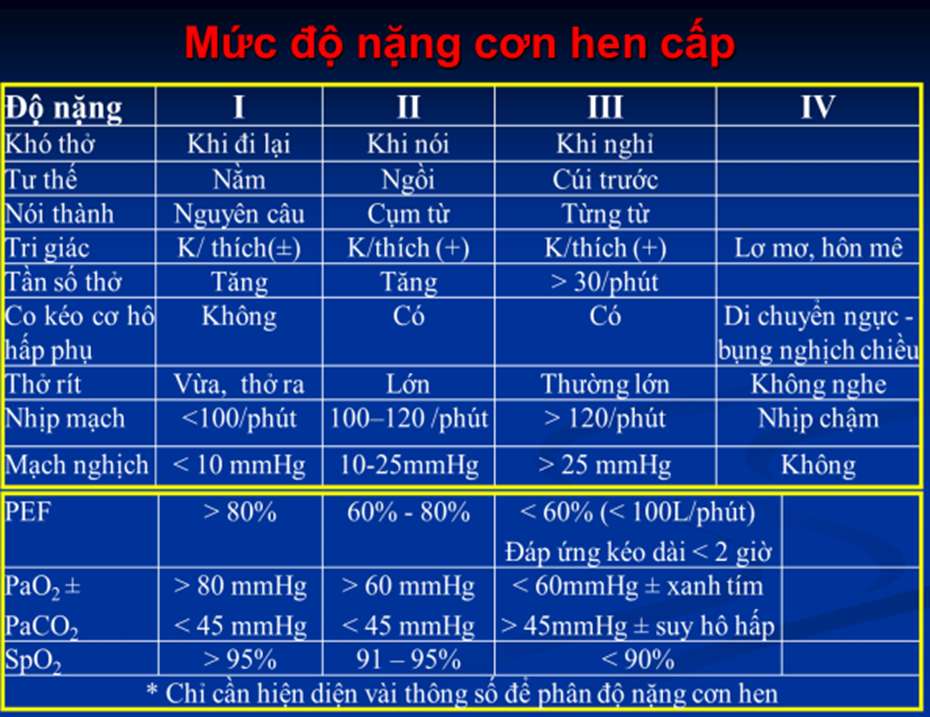 Mức độ nặng cơn hen cấp
Độ nặng I II III IV
Khó thở Khi đi lại Khi nói Khi nghỉ
Tư thế Nằm Ngồi Cúi trước
Nói thành Nguyên câu Cụm từ Từng từ
Tri giác K/ thích(±) K/thích (+) K/thích (+) Lơ mơ, hôn mê
Tần số thở Tăng Tăng > 30/phút
Co kéo cơ hô Không Có Có Di chuyển ngực -
hấp phụ bụng nghịch chiều
Thở rít Vừa, thở ra Lớn Thường lớn Không nghe
Nhịp mạch <100/phút 100–120 /phút > 120/phút Nhịp chậm
Mạch nghịch < 10 mmHg 10-25mmHg > 25 mmHg Không
PEF > 80% 60% - 80% < 60% (< 100L/phút)
Đáp ứng kéo dài < 2 giờ
PaO₂ ± > 80 mmHg > 60 mmHg < 60mmHg ± xanh tím
PaCO₂ < 45 mmHg < 45 mmHg > 45mmHg ± suy hô hấp
SpO₂ > 95% 91 – 95% < 90%
* Chỉ cần hiện diện vài thông số để phân độ nặng cơn hen